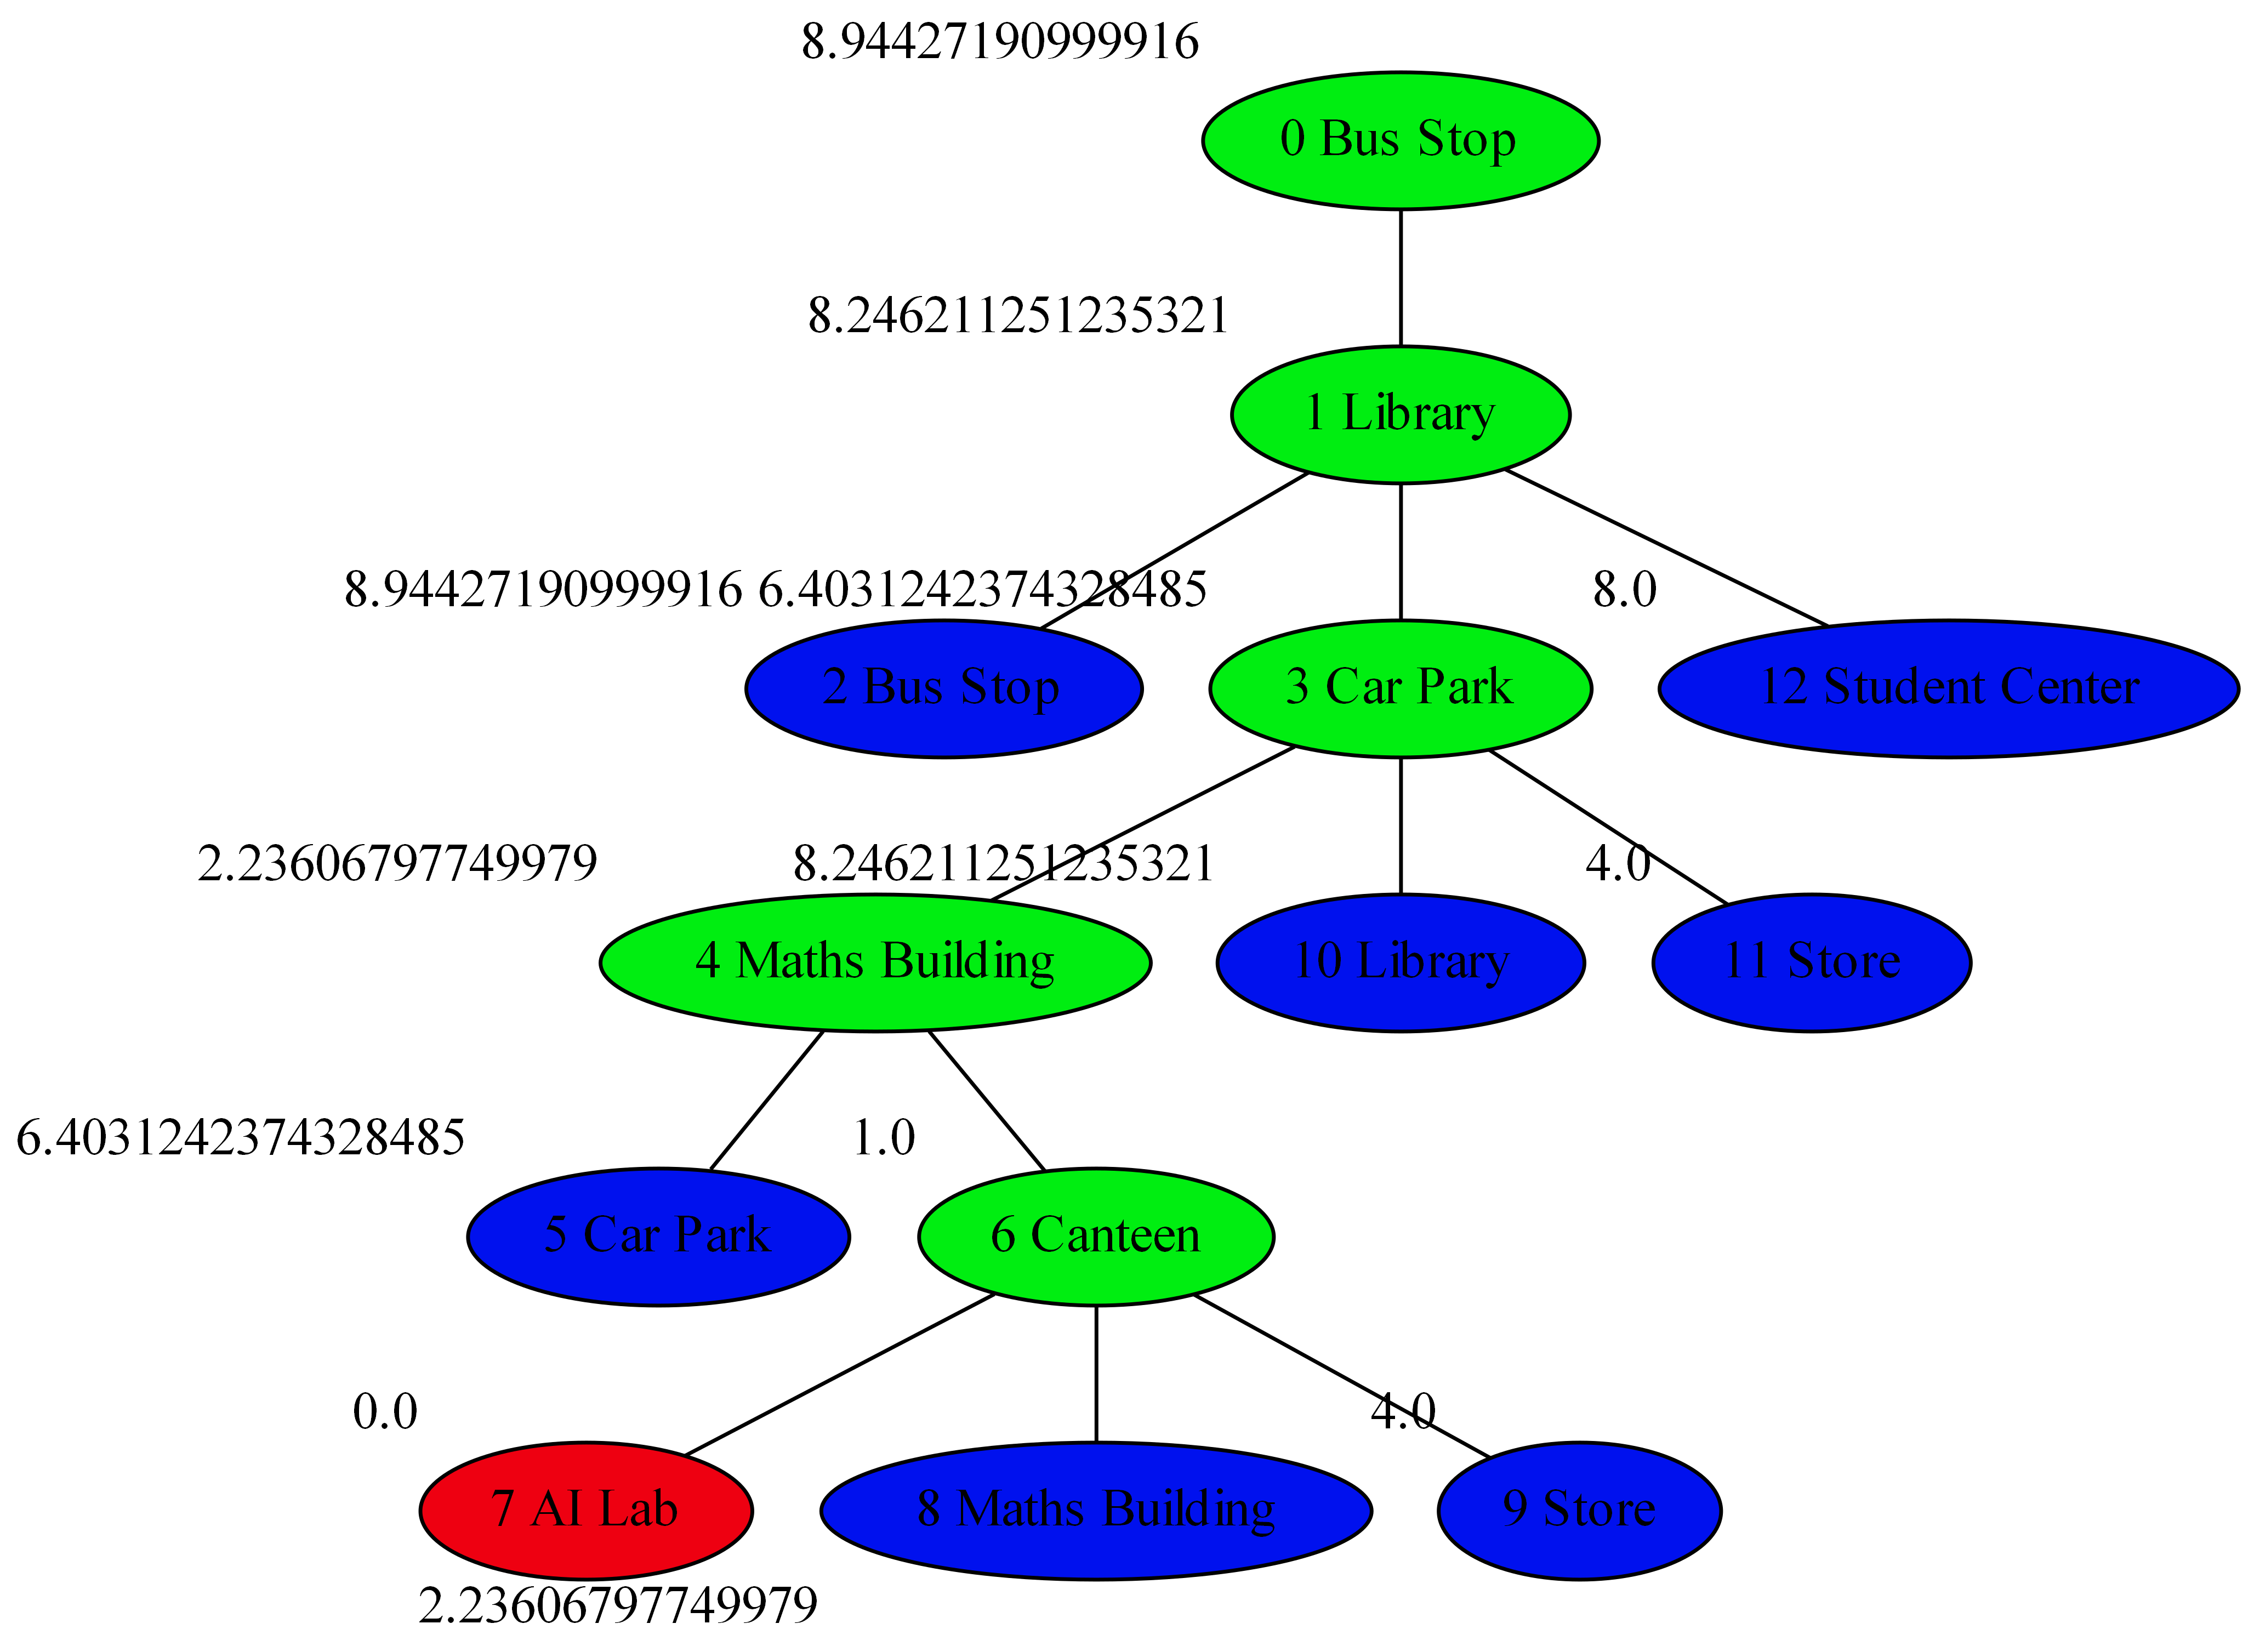 8.94427190999916
0 Bus Stop
8.246211251235321
1 Library
8.94427190999916 6.4031242374328485 8.0
2 Bus Stop 3 Car Park 12 Student Center
2.23606797749979 8.246211251235321 4.0
4 Maths Building 10 Library 11 Store
6.4031242374328485 1.0
5 Car Park 6 Canteen
0.0 4.0
7 AI Lab 8 Maths Building 9 Store
2.23606797749979